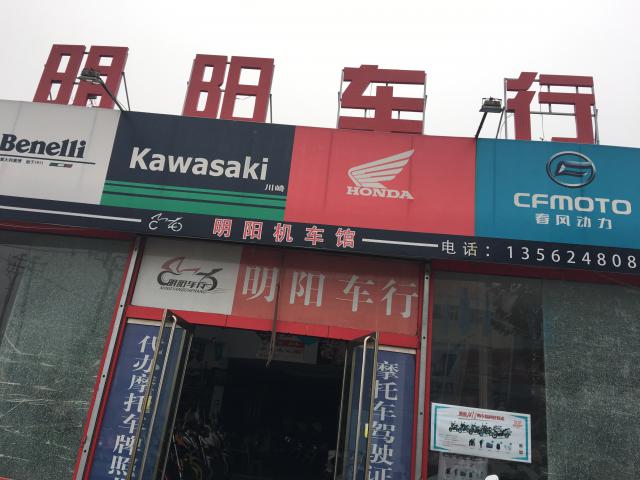 明阳车行
Benelli
Kawasaki
川崎
HONDA
CFMOTO
春风动力
明阳机车馆
电话：13562480​8
明阳车行
MINGYANGCHEHANG
明阳车行
代办摩托车牌照
摩托车驾驶证